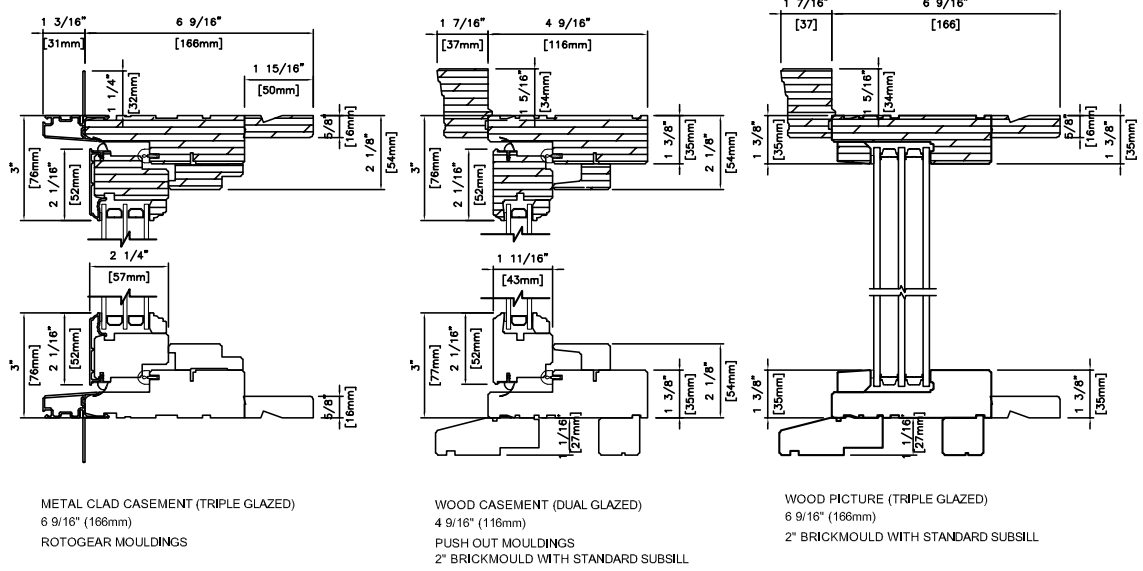 1 3/16"
[31mm]
6 9/16"
[166mm]
1 15/16"
[50mm]
1 1/4"
[32mm]
5/8"
[16mm]
2 1/8"
[54mm]
3"
[76mm]
2 1/16"
[52mm]
2 1/4"
[57mm]
3"
[76mm]
2 1/16"
[52mm]
5/8"
[16mm]
METAL CLAD CASEMENT (TRIPLE GLAZED)
6 9/16" (166mm)
ROTOGEAR MOULDINGS
1 7/16"
[37mm]
4 9/16"
[116mm]
1 5/16"
[34mm]
1 3/8"
[35mm]
2 1/8"
[54mm]
3"
[76mm]
2 1/16"
[52mm]
1 11/16"
[43mm]
3"
[77mm]
2 1/16"
[52mm]
1 3/8"
[35mm]
2 1/8"
[54mm]
1 1/16"
[27mm]
WOOD CASEMENT (DUAL GLAZED)
4 9/16" (116mm)
PUSH OUT MOULDINGS
2" BRICKMOULD WITH STANDARD SUBSILL
1 7/16"
[37]
6 9/16"
[166]
1 5/16"
[34mm]
1 3/8"
[35mm]
5/8"
[16mm]
1 3/8"
[35mm]
1 3/8"
[35mm]
1 3/8"
[35mm]
1 1/16"
[27mm]
WOOD PICTURE (TRIPLE GLAZED)
6 9/16" (166mm)
2" BRICKMOULD WITH STANDARD SUBSILL